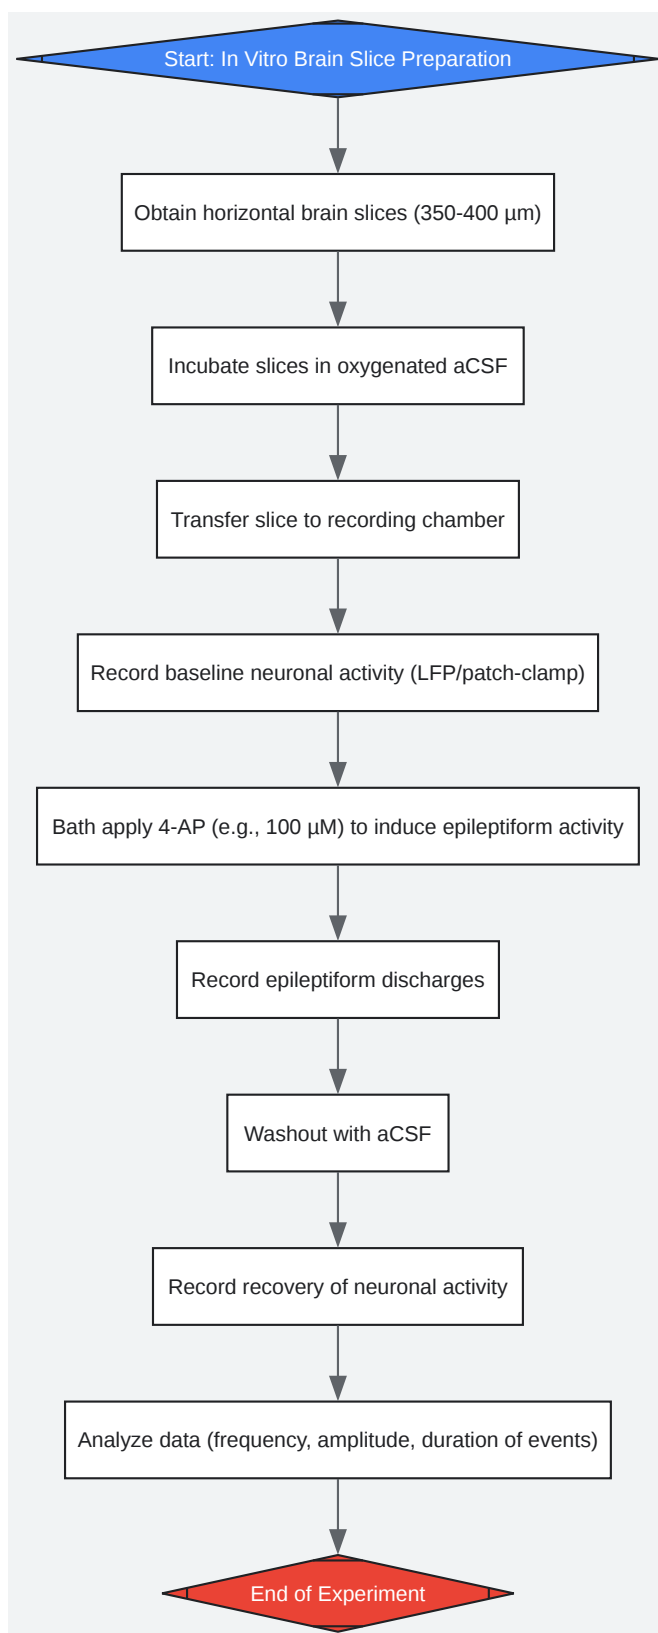 Start: In Vitro Brain Slice Preparation
Obtain horizontal brain slices (350-400 µm)
Incubate slices in oxygenated aCSF
Transfer slice to recording chamber
Record baseline neuronal activity (LFP/patch-clamp)
Bath apply 4-AP (e.g., 100 µM) to induce epileptiform activity
Record epileptiform discharges
Washout with aCSF
Record recovery of neuronal activity
Analyze data (frequency, amplitude, duration of events)
End of Experiment